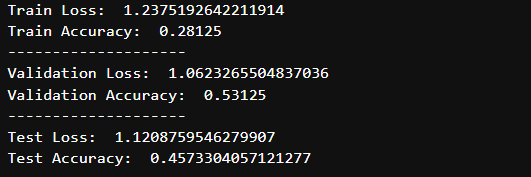 Train Loss:  1.2375192642211914
Train Accuracy:  0.28125
--------------------
Validation Loss:  1.0623265504837036
Validation Accuracy:  0.53125
--------------------
Test Loss:  1.1208759546279907
Test Accuracy:  0.4573304057121277